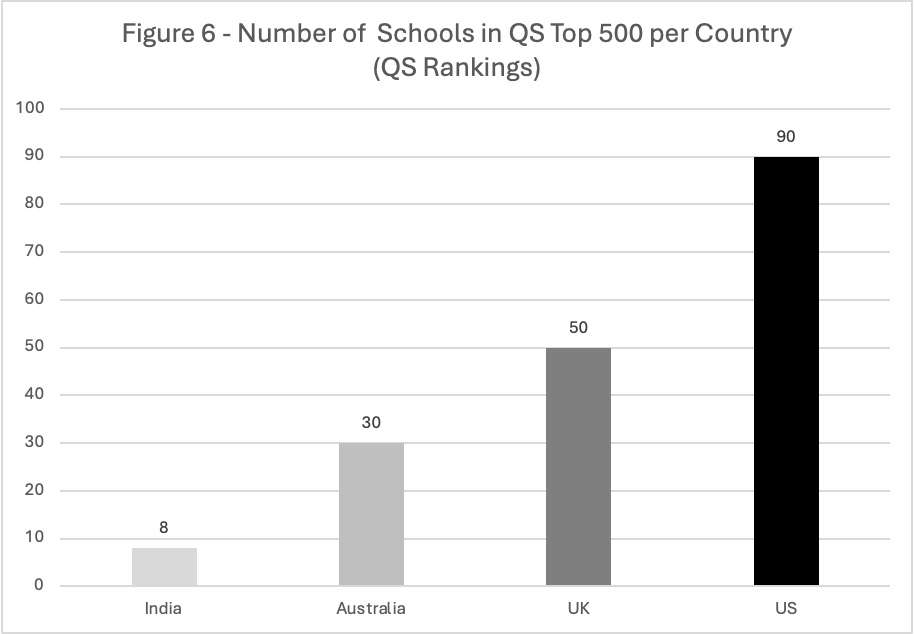 Figure 6 - Number of  Schools in QS Top 500 per Country
(QS Rankings)
100
90
80
70
60
50
40
30
20
10
0
8
30
50
90
India
Australia
UK
US